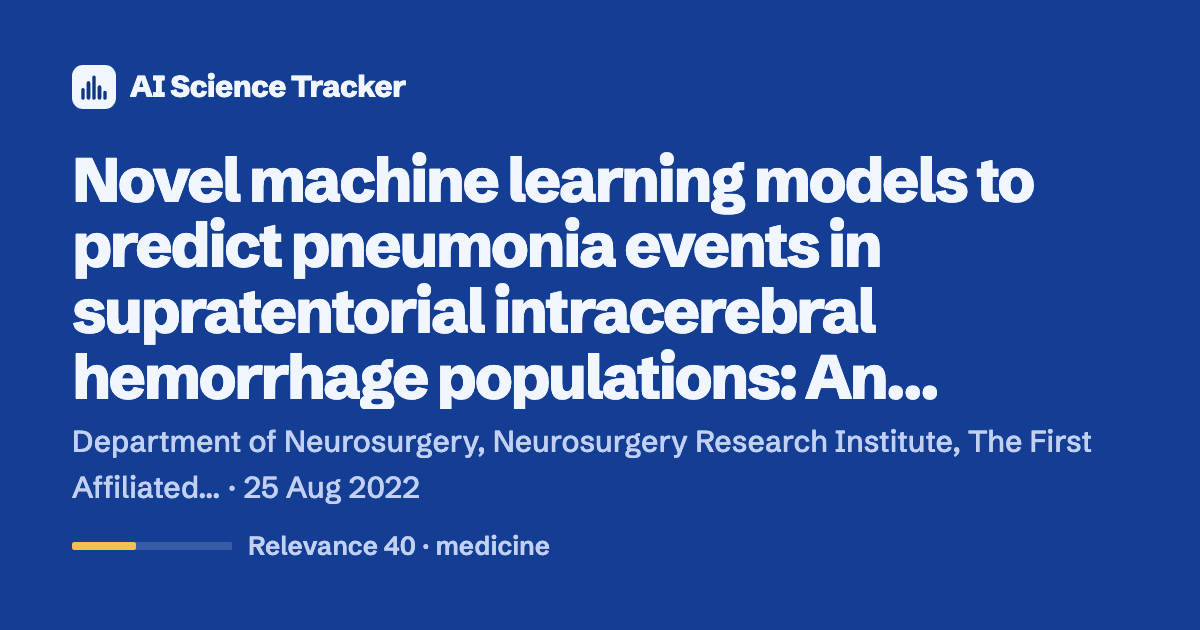 AI Science Tracker
Novel machine learning models to
predict pneumonia events in
supratentorial intracerebral
hemorrhage populations: An...
Department of Neurosurgery, Neurosurgery Research Institute, The First
Affiliated... · 25 Aug 2022
Relevance 40 · medicine